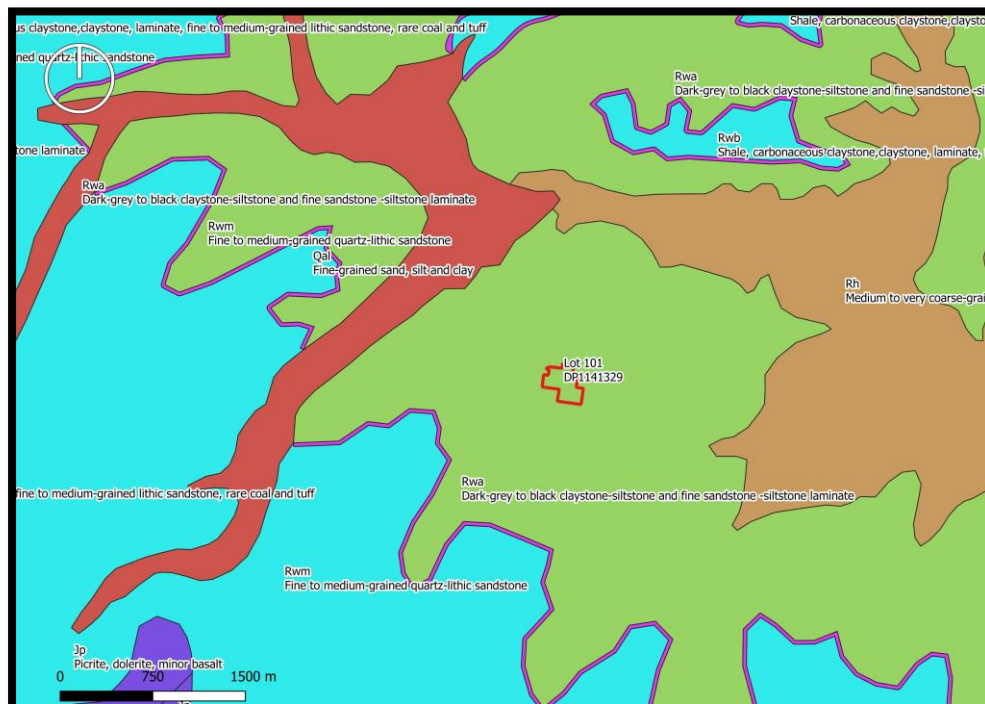 us claystone,claystone, laminate, fine to medium-grained lithic sandstone, rare coal and tuff
Shale, carbonaceous claystone,claysto
ned quartz-lithic sandstone
Rwa
Dark-grey to black claystone-siltstone and fine sandstone -si
Rwb
Shale, carbonaceous claystone,claystone, laminate,
tone laminate
Rwa
Dark-grey to black claystone-siltstone and fine sandstone -siltstone laminate
Rwm
Fine to medium-grained quartz-lithic sandstone
Qal
Fine-grained sand, silt and clay
Rh
Medium to very coarse-grai
Lot 101
DP1141329
Rwa
Dark-grey to black claystone-siltstone and fine sandstone -siltstone laminate
fine to medium-grained lithic sandstone, rare coal and tuff
Rwm
Fine to medium-grained quartz-lithic sandstone
Jp
Picrite, dolerite, minor basalt
0 750 1500 m